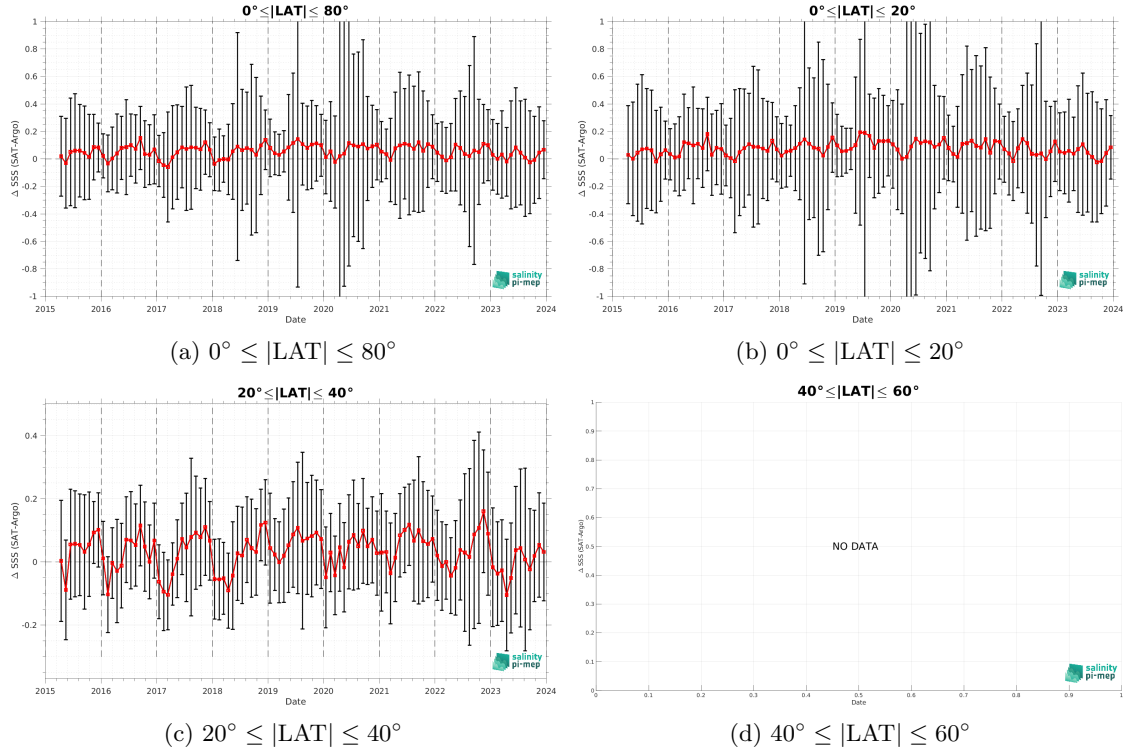 0°≤|LAT|≤ 80°
Δ SSS (SAT-Argo)
1
0.8
0.6
0.4
0.2
0
-0.2
-0.4
-0.6
-0.8
-1
2015 2016 2017 2018 2019 2020 2021 2022 2023 2024
Date
salinity
pi-mep
(a) 0° ≤ |LAT| ≤ 80°
0°≤|LAT|≤ 20°
Δ SSS (SAT-Argo)
1
0.8
0.6
0.4
0.2
0
-0.2
-0.4
-0.6
-0.8
-1
2015 2016 2017 2018 2019 2020 2021 2022 2023 2024
Date
salinity
pi-mep
(b) 0° ≤ |LAT| ≤ 20°
20°≤|LAT|≤ 40°
Δ SSS (SAT-Argo)
0.4
0.2
0
-0.2
2015 2016 2017 2018 2019 2020 2021 2022 2023 2024
Date
salinity
pi-mep
(c) 20° ≤ |LAT| ≤ 40°
40°≤|LAT|≤ 60°
Δ SSS (SAT-Argo)
1
0.9
0.8
0.7
0.6
0.5
0.4
0.3
0.2
0.1
0
NO DATA
0 0.1 0.2 0.3 0.4 0.5 0.6 0.7 0.8 0.9 1
Date
salinity
pi-mep
(d) 40° ≤ |LAT| ≤ 60°